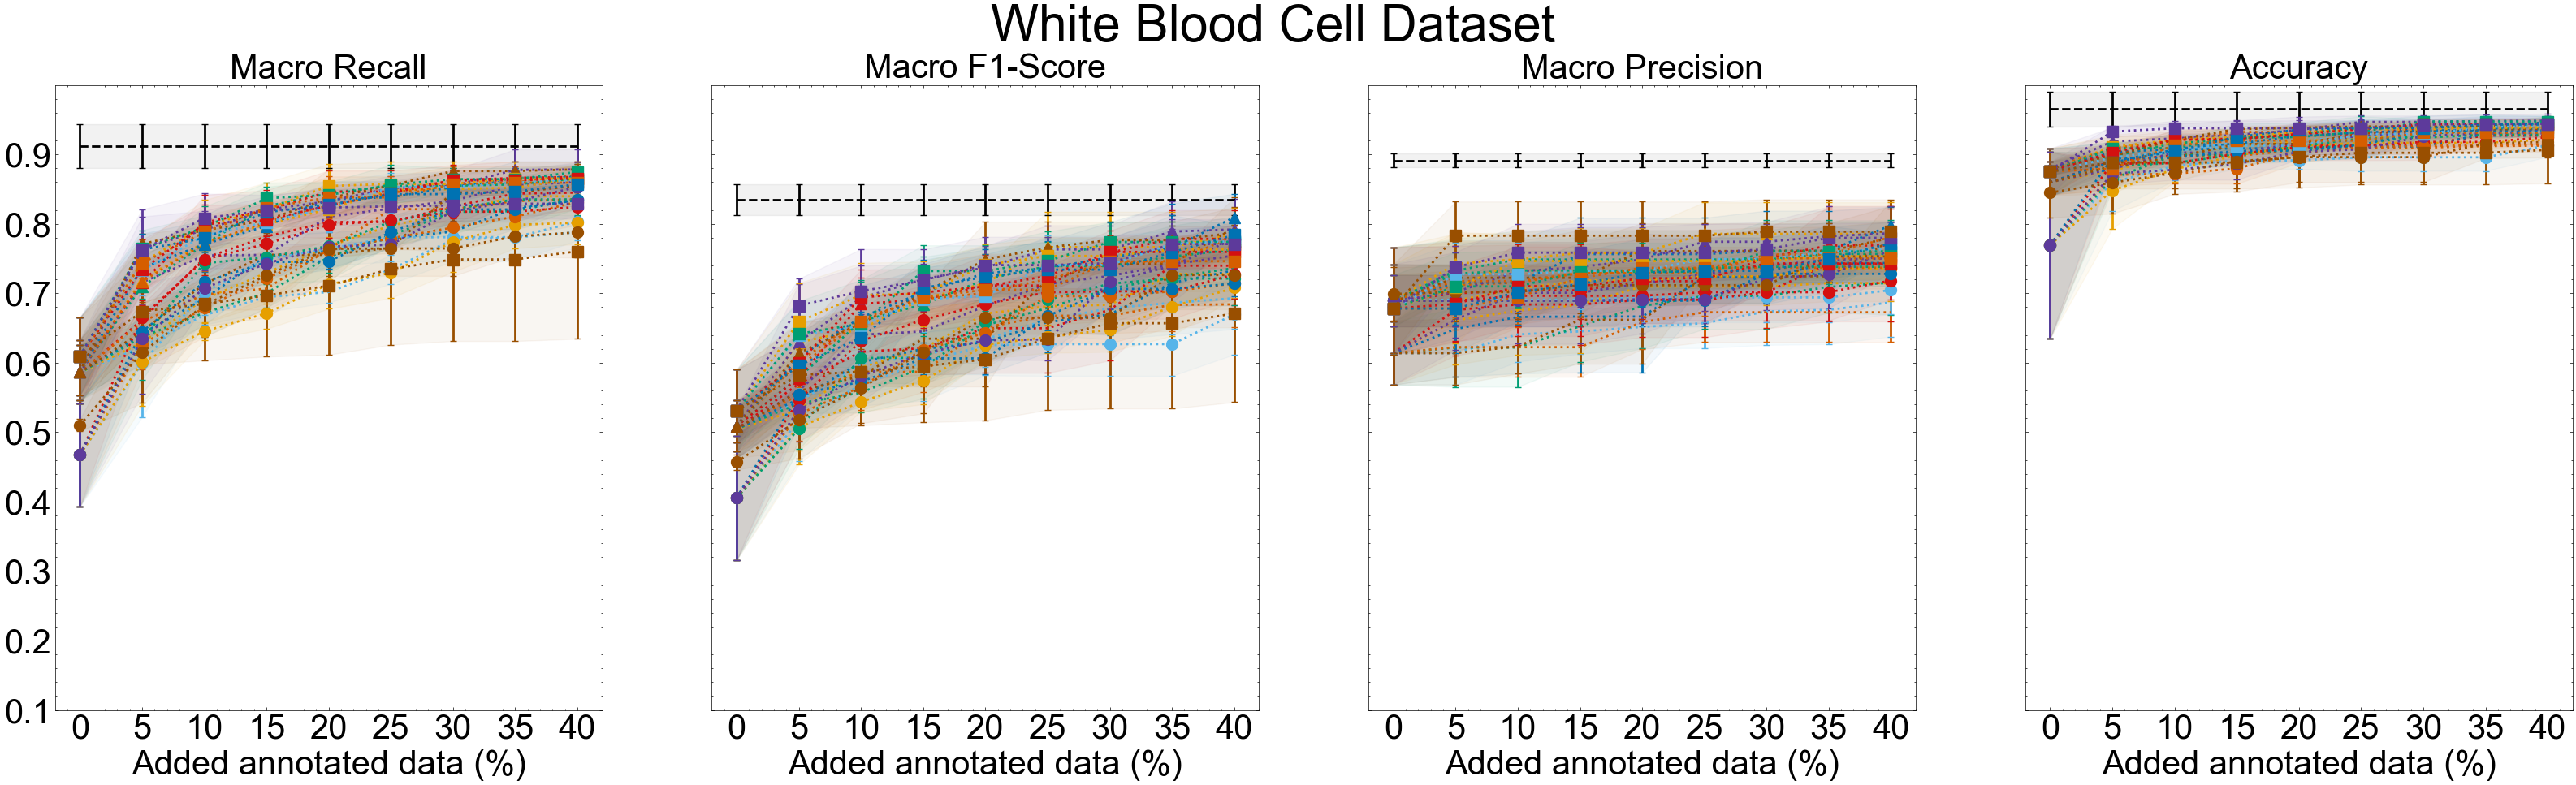 White Blood Cell Dataset
Macro Recall
Macro F1-Score
Macro Precision
Accuracy
0.9
0.8
0.7
0.6
0.5
0.4
0.3
0.2
0.1
0 5 10 15 20 25 30 35 40
0 5 10 15 20 25 30 35 40
0 5 10 15 20 25 30 35 40
0 5 10 15 20 25 30 35 40
Added annotated data (%)
Added annotated data (%)
Added annotated data (%)
Added annotated data (%)